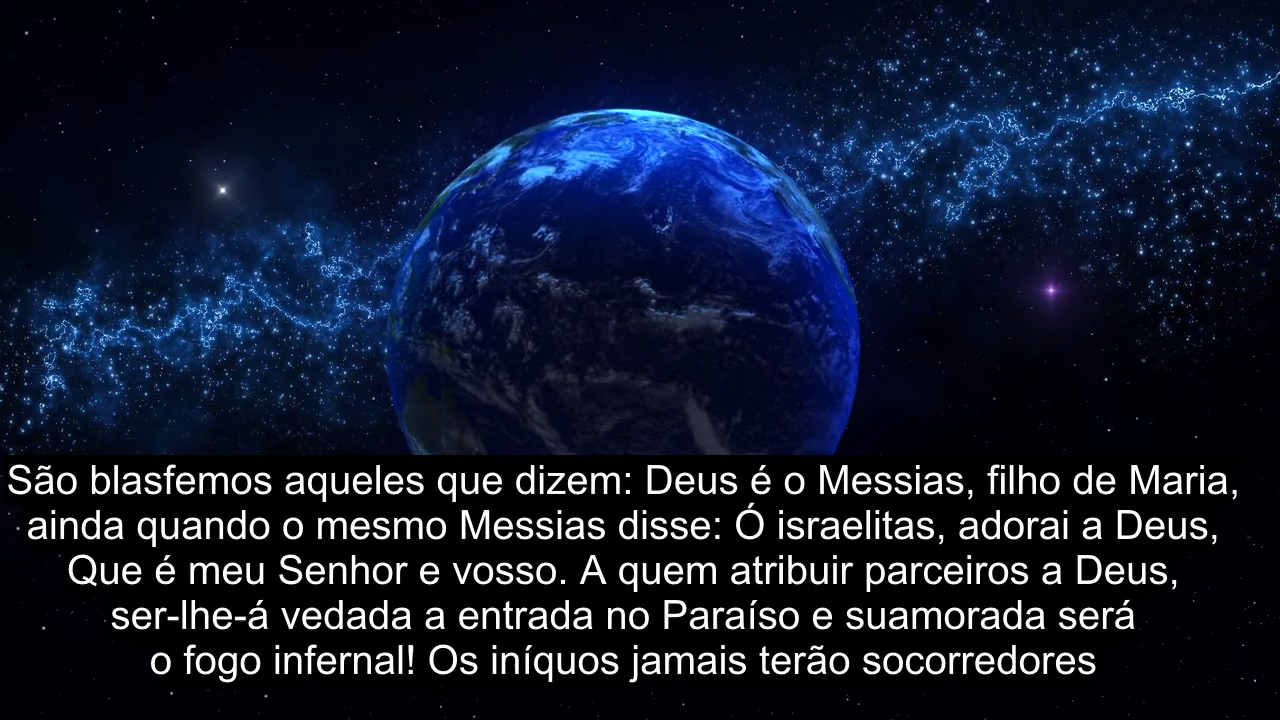 São blasfemos aqueles que dizem: Deus é o Messias, filho de Maria,
ainda quando o mesmo Messias disse: Ó israelitas, adorai a Deus,
Que é meu Senhor e vosso. A quem atribuir parceiros a Deus,
ser-lhe-á vedada a entrada no Paraíso e suamorada será
o fogo infernal! Os iníquos jamais terão socorredores